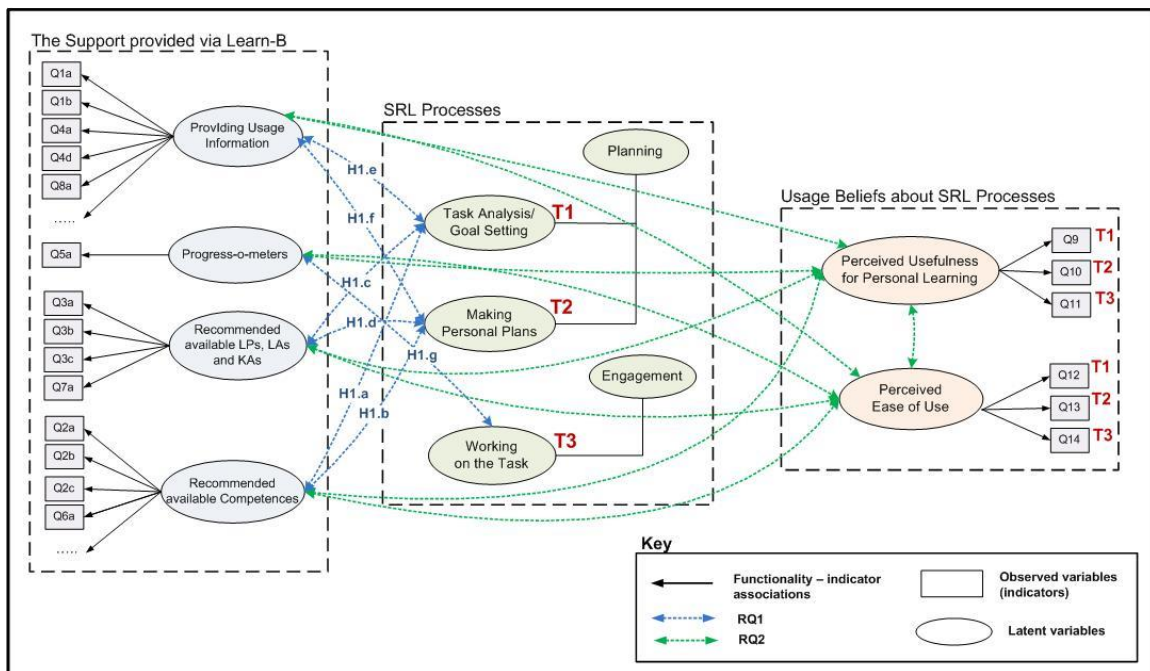 The Support provided via Learn-B
Q1a
Q1b
Q4a
Q4d
Q8a
.....
Q5a
Q3a
Q3b
Q3c
Q7a
Q2a
Q2b
Q2c
Q6a
.....
Providing Usage
Information
Progress-o-meters
Recommended
available LPs, LAs
and KAs
Recommended
available Competences
H1.e
H1.f
H1.c
H1.d
H1.g
H1.a
H1.b
SRL Processes
Planning
Task Analysis/
Goal Setting
T1
Making
Personal Plans
T2
Engagement
Working
on the Task
T3
Usage Beliefs about SRL Processes
Perceived Usefulness
for Personal Learning
Q9 T1
Q10 T2
Q11 T3
Perceived
Ease of Use
Q12 T1
Q13 T2
Q14 T3
Key
Functionality – indicator
associations
RQ1
RQ2
Observed variables
(indicators)
Latent variables